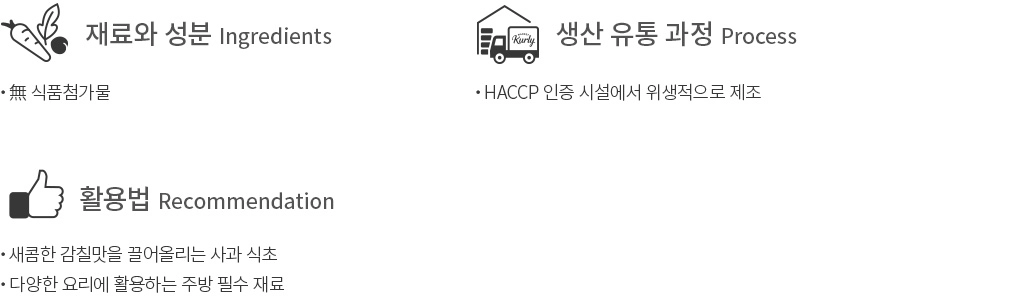 재료와 성분 Ingredients
• 無 식품첨가물
Kurly
생산 유통 과정 Process
• HACCP 인증 시설에서 위생적으로 제조
활용법 Recommendation
• 새콤한 감칠맛을 끌어올리는 사과 식초
• 다양한 요리에 활용하는 주방 필수 재료